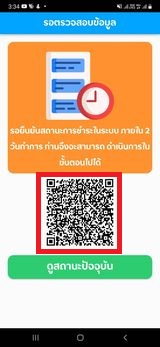 3:34
รอตรวจสอบข้อมูล
รอยืนยันสถานะการชำระในระบบ ภายใน 2
วันทำการ ท่านจึงจะสามารถ ดำเนินการใน
ขั้นตอนไปได้
ดูสถานะปัจจุบัน